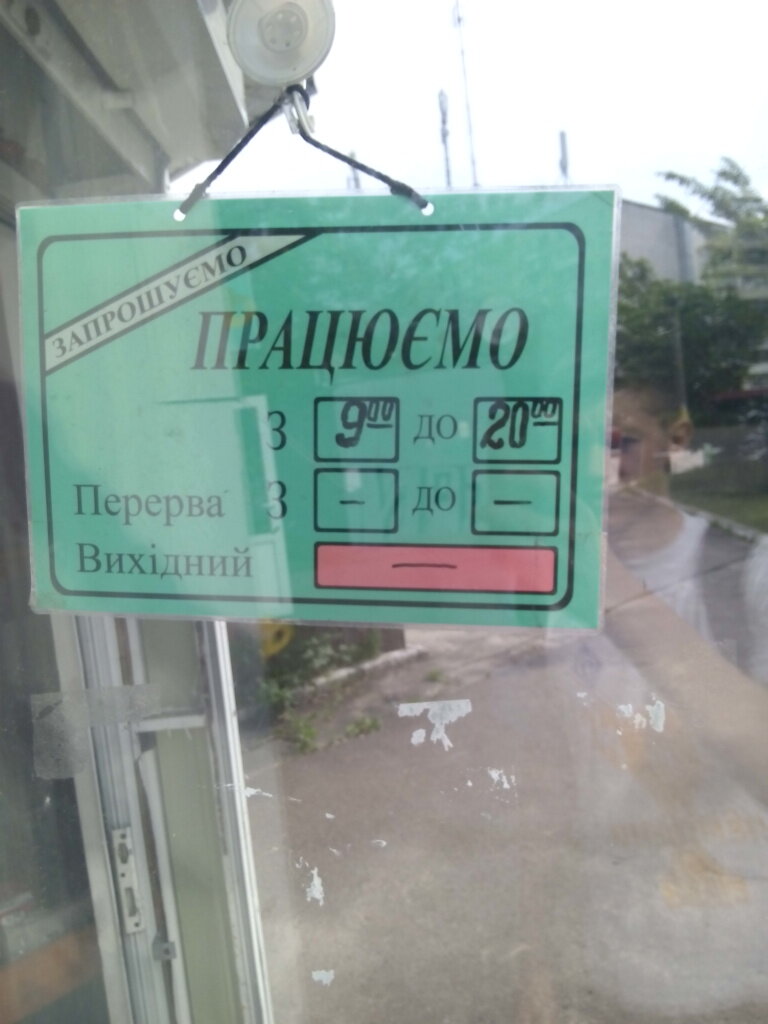 ЗАПРОШУЄМО
ПРАЦЮЄМО
З 9⁰⁰ ДО 20⁰⁰
Перерва З – ДО –
Вихідний –